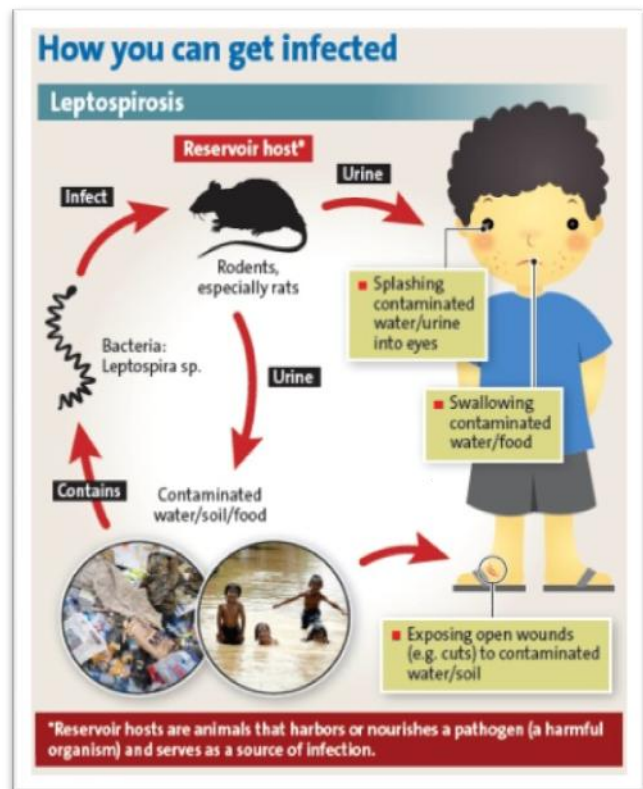 How you can get infected
Leptospirosis
Reservoir host*
Infect
Urine
Rodents,
especially rats
Bacteria:
Leptospira sp.
Urine
Contains
Contaminated
water/soil/food
■ Splashing
contaminated
water/urine
into eyes
■ Swallowing
contaminated
water/food
■ Exposing open wounds
(e.g. cuts) to contaminated
water/soil
*Reservoir hosts are animals that harbors or nourishes a pathogen (a harmful
organism) and serves as a source of infection.